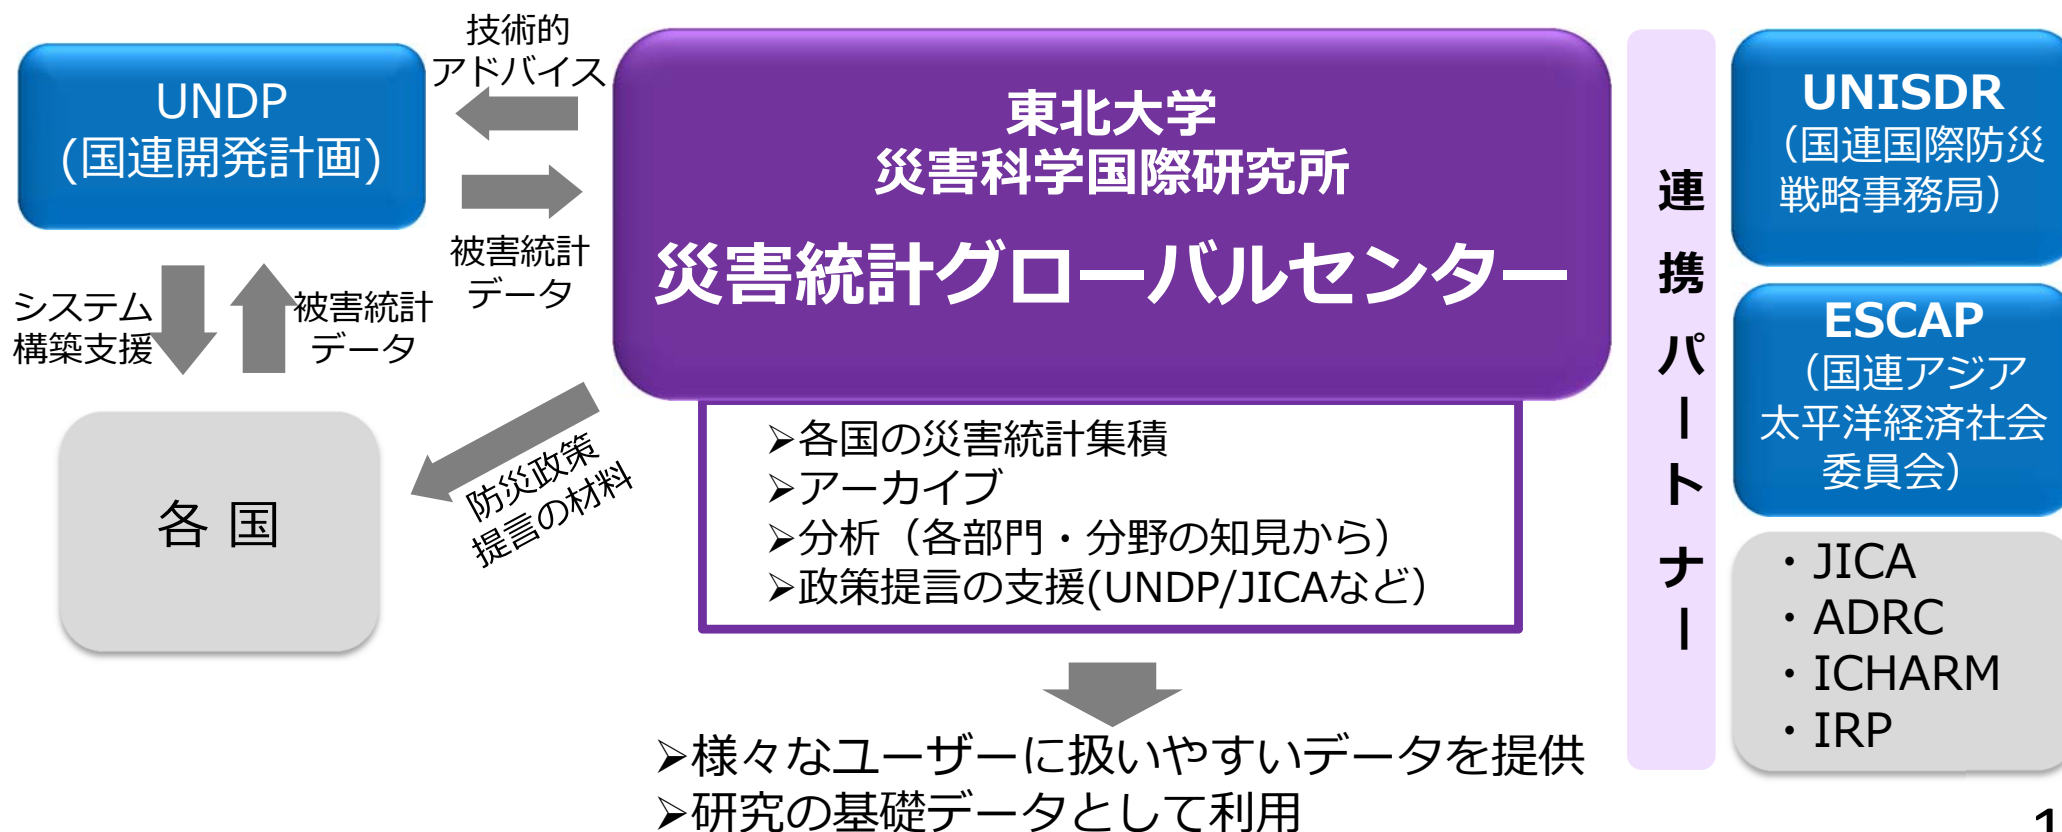 技術的
アドバイス
UNDP
(国連開発計画)
被害統計
データ
システム
構築支援
被害統計
データ
各 国
防災政策
提言の材料
東北大学
災害科学国際研究所
災害統計グローバルセンター
➢各国の災害統計集積
➢アーカイブ
➢分析（各部門・分野の知見から）
➢政策提言の支援(UNDP/JICAなど）
➢様々なユーザーに扱いやすいデータを提供
➢研究の基礎データとして利用
連携パートナー
UNISDR
（国連国際防災
戦略事務局）
ESCAP
（国連アジア
太平洋経済社会
委員会）
・JICA
・ADRC
・ICHARM
・IRP